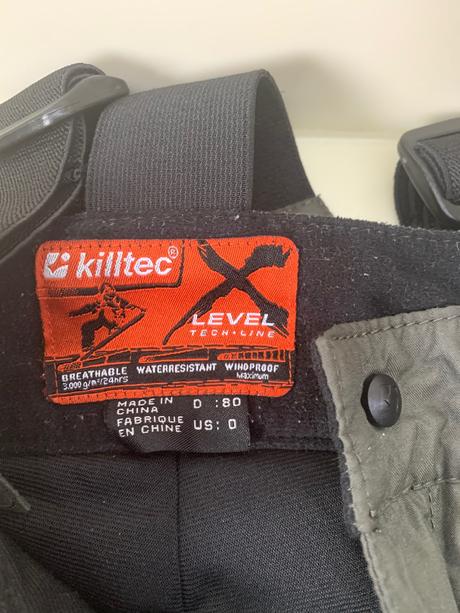 killtec®
X
LEVEL
TECH-LINE
BREATHABLE WATERRESISTANT WINDPROOF
3.000 g/m²/24hrs Maximum
MADE IN
CHINA
FABRIQUE
EN CHINE
D :80
US: 0